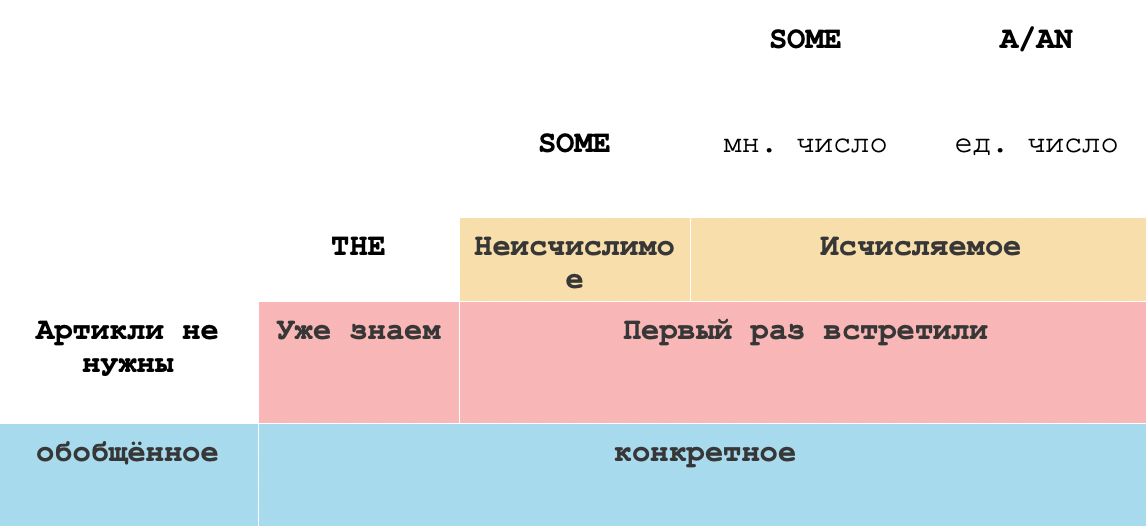 SOME A/AN
SOME мн. число ед. число
THE Неисчислимо
е Исчисляемое
Артикли не
нужны Уже знаем Первый раз встретили
обобщённое конкретное